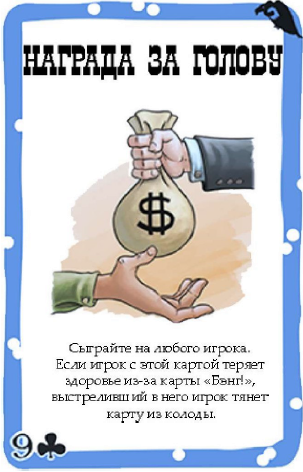 НАГРАДА ЗА ГОЛОВУ
$
Сыграйте на любого игрока.
Если игрок с этой картой теряет
здоровье из-за карты «Бэнг!»,
выстреливший в него игрок тянет
карту из колоды.
9♣